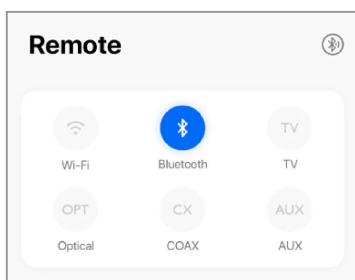 Remote
TV
Wi-Fi Bluetooth TV
OPT CX AUX
Optical COAX AUX